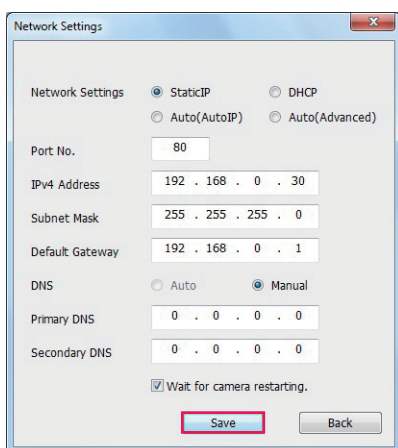 Network Settings
Network Settings StaticIP DHCP
Auto(AutoIP) Auto(Advanced)
Port No. 80
IPv4 Address 192 . 168 . 0 . 30
Subnet Mask 255 . 255 . 255 . 0
Default Gateway 192 . 168 . 0 . 1
DNS Auto Manual
Primary DNS 0 . 0 . 0 . 0
Secondary DNS 0 . 0 . 0 . 0
Wait for camera restarting.
Save Back